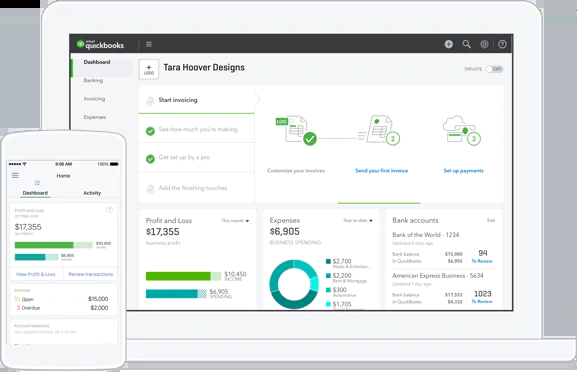 intuit
quickbooks
Dashboard
Banking
Invoicing
Expenses
+
LOGO
Tara Hoover Designs
PRIVATE OFF
Start invoicing
See how much you're making
Get set up by a pro
Add the finishing touches
LOGO
2
3
Customize your invoices
Send your first invoice
Set up payments
Profit and Loss
This month
$17,355
business profit
$10,450
INCOME
$6,905
SPENDING
Expenses
Year to date
$6,905
BUSINESS SPENDING
$2,700
Meals & Entertain...
$2,200
Rent & Mortgage
$300
Automotive
$1,705
Bank accounts
Edit
Bank of the World - 1234
Updated 4 days ago
Bank balance $15,000 94
In QuickBooks $6,905 To Review
American Express Business - 5634
Updated 1 day ago
Bank balance $17,553 1023
In QuickBooks $4,332 To Review
9:08 AM 100%
Home
Dashboard Activity
Profit and Loss
$17,355
NET PROFIT
$10,450
INCOME
$6,905
View Profit & Loss Review transactions
10 Open $15,000
3 Overdue $2,000
Account balances